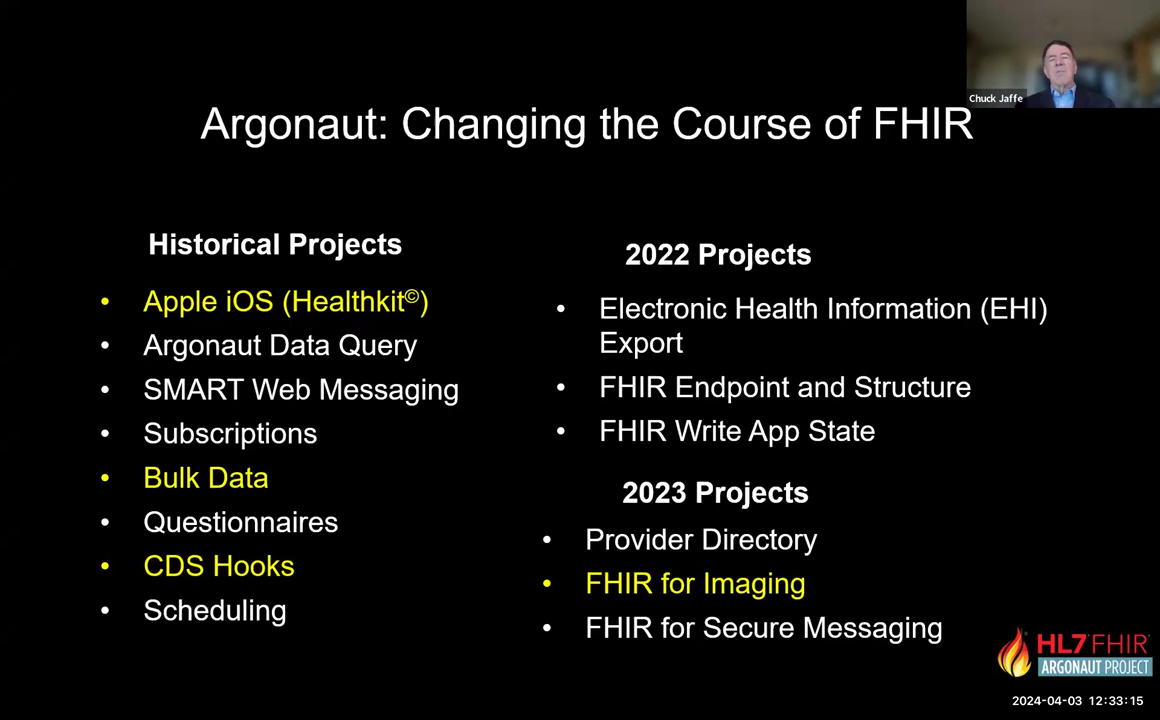 Chuck Jaffe
Argonaut: Changing the Course of FHIR
Historical Projects
• Apple iOS (Healthkit©)
• Argonaut Data Query
• SMART Web Messaging
• Subscriptions
• Bulk Data
• Questionnaires
• CDS Hooks
• Scheduling
2022 Projects
• Electronic Health Information (EHI)
Export
• FHIR Endpoint and Structure
• FHIR Write App State
2023 Projects
• Provider Directory
• FHIR for Imaging
• FHIR for Secure Messaging
HL7 FHIR
ARGONAUT PROJECT
2024-04-03 12:33:15